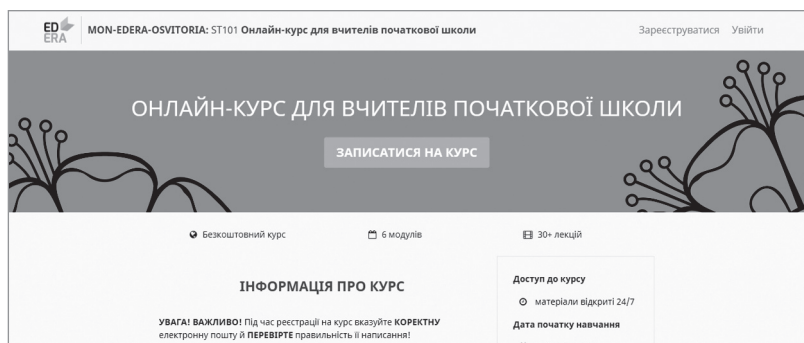 ED
ERA
MON-EDERA-OSVITORIA: ST101 Онлайн-курс для вчителів початкової школи
Зареєструватися Увійти
ОНЛАЙН-КУРС ДЛЯ ВЧИТЕЛІВ ПОЧАТКОВОЇ ШКОЛИ
ЗАПИСАТИСЯ НА КУРС
Безкоштовний курс
6 модулів
30+ лекцій
ІНФОРМАЦІЯ ПРО КУРС
УВАГА! ВАЖЛИВО! Під час реєстрації на курс вказуйте КОРЕКТНУ
електронну пошту й ПЕРЕВІРТЕ правильність її написання!
Доступ до курсу
матеріали відкриті 24/7
Дата початку навчання